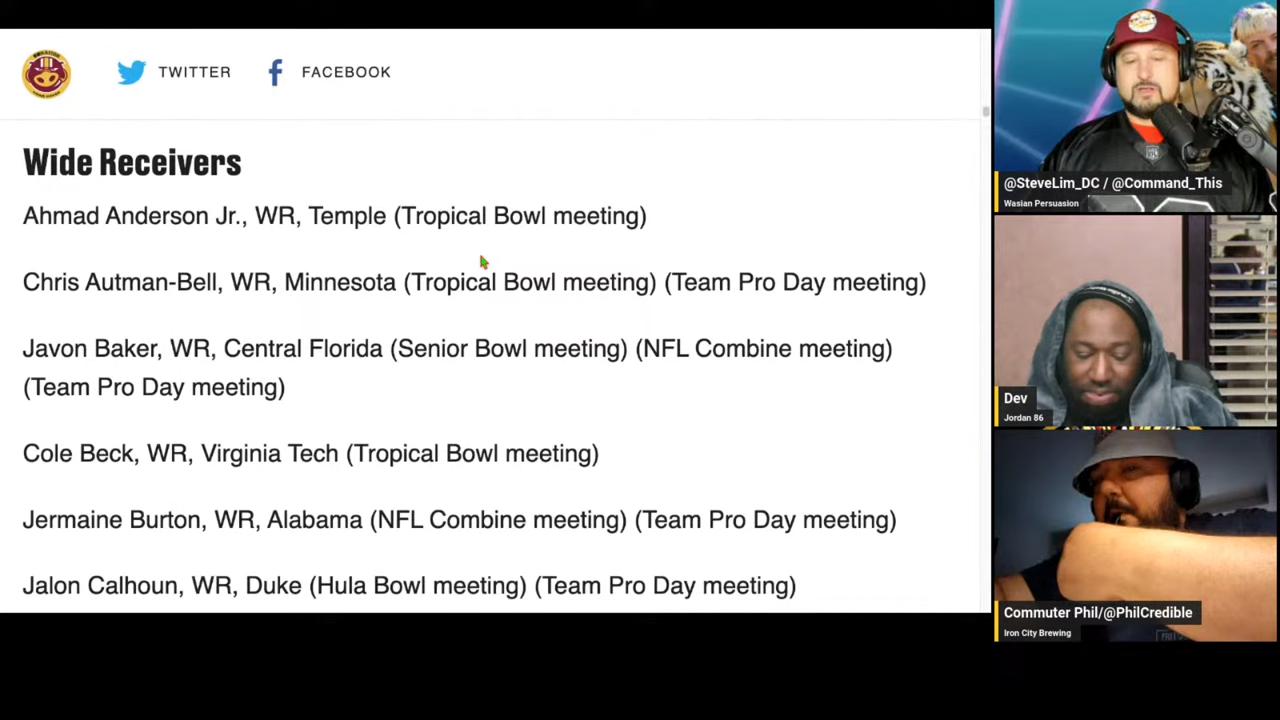 TWITTER
FACEBOOK
Wide Receivers
Ahmad Anderson Jr., WR, Temple (Tropical Bowl meeting)
Chris Autman-Bell, WR, Minnesota (Tropical Bowl meeting) (Team Pro Day meeting)
Javon Baker, WR, Central Florida (Senior Bowl meeting) (NFL Combine meeting)
(Team Pro Day meeting)
Cole Beck, WR, Virginia Tech (Tropical Bowl meeting)
Jermaine Burton, WR, Alabama (NFL Combine meeting) (Team Pro Day meeting)
Jalon Calhoun, WR, Duke (Hula Bowl meeting) (Team Pro Day meeting)
@SteveLim_DC / @Command_This
Wasian Persuasion
Dev
Jordan 86
Commuter Phil/@PhilCredible
Iron City Brewing